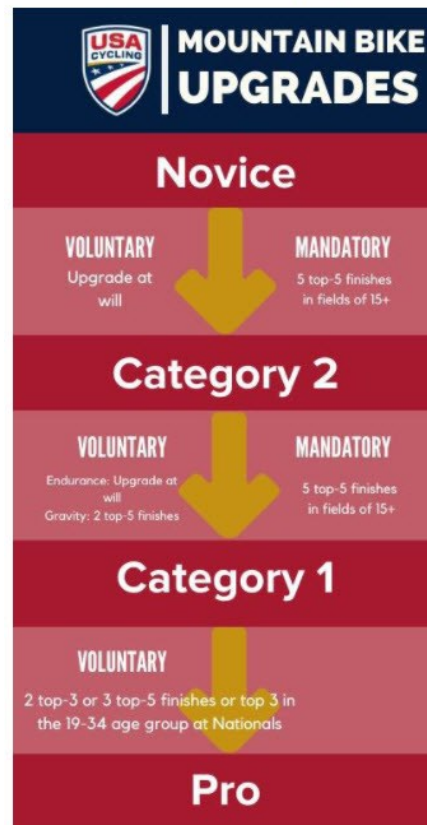 USA
CYCLING
MOUNTAIN BIKE
UPGRADES
Novice
VOLUNTARY
Upgrade at
will
MANDATORY
5 top-5 finishes
in fields of 15+
Category 2
VOLUNTARY
Endurance: Upgrade at
will
Gravity: 2 top-5 finishes
MANDATORY
5 top-5 finishes
in fields of 15+
Category 1
VOLUNTARY
2 top-3 or 3 top-5 finishes or top 3 in
the 19-34 age group at Nationals
Pro